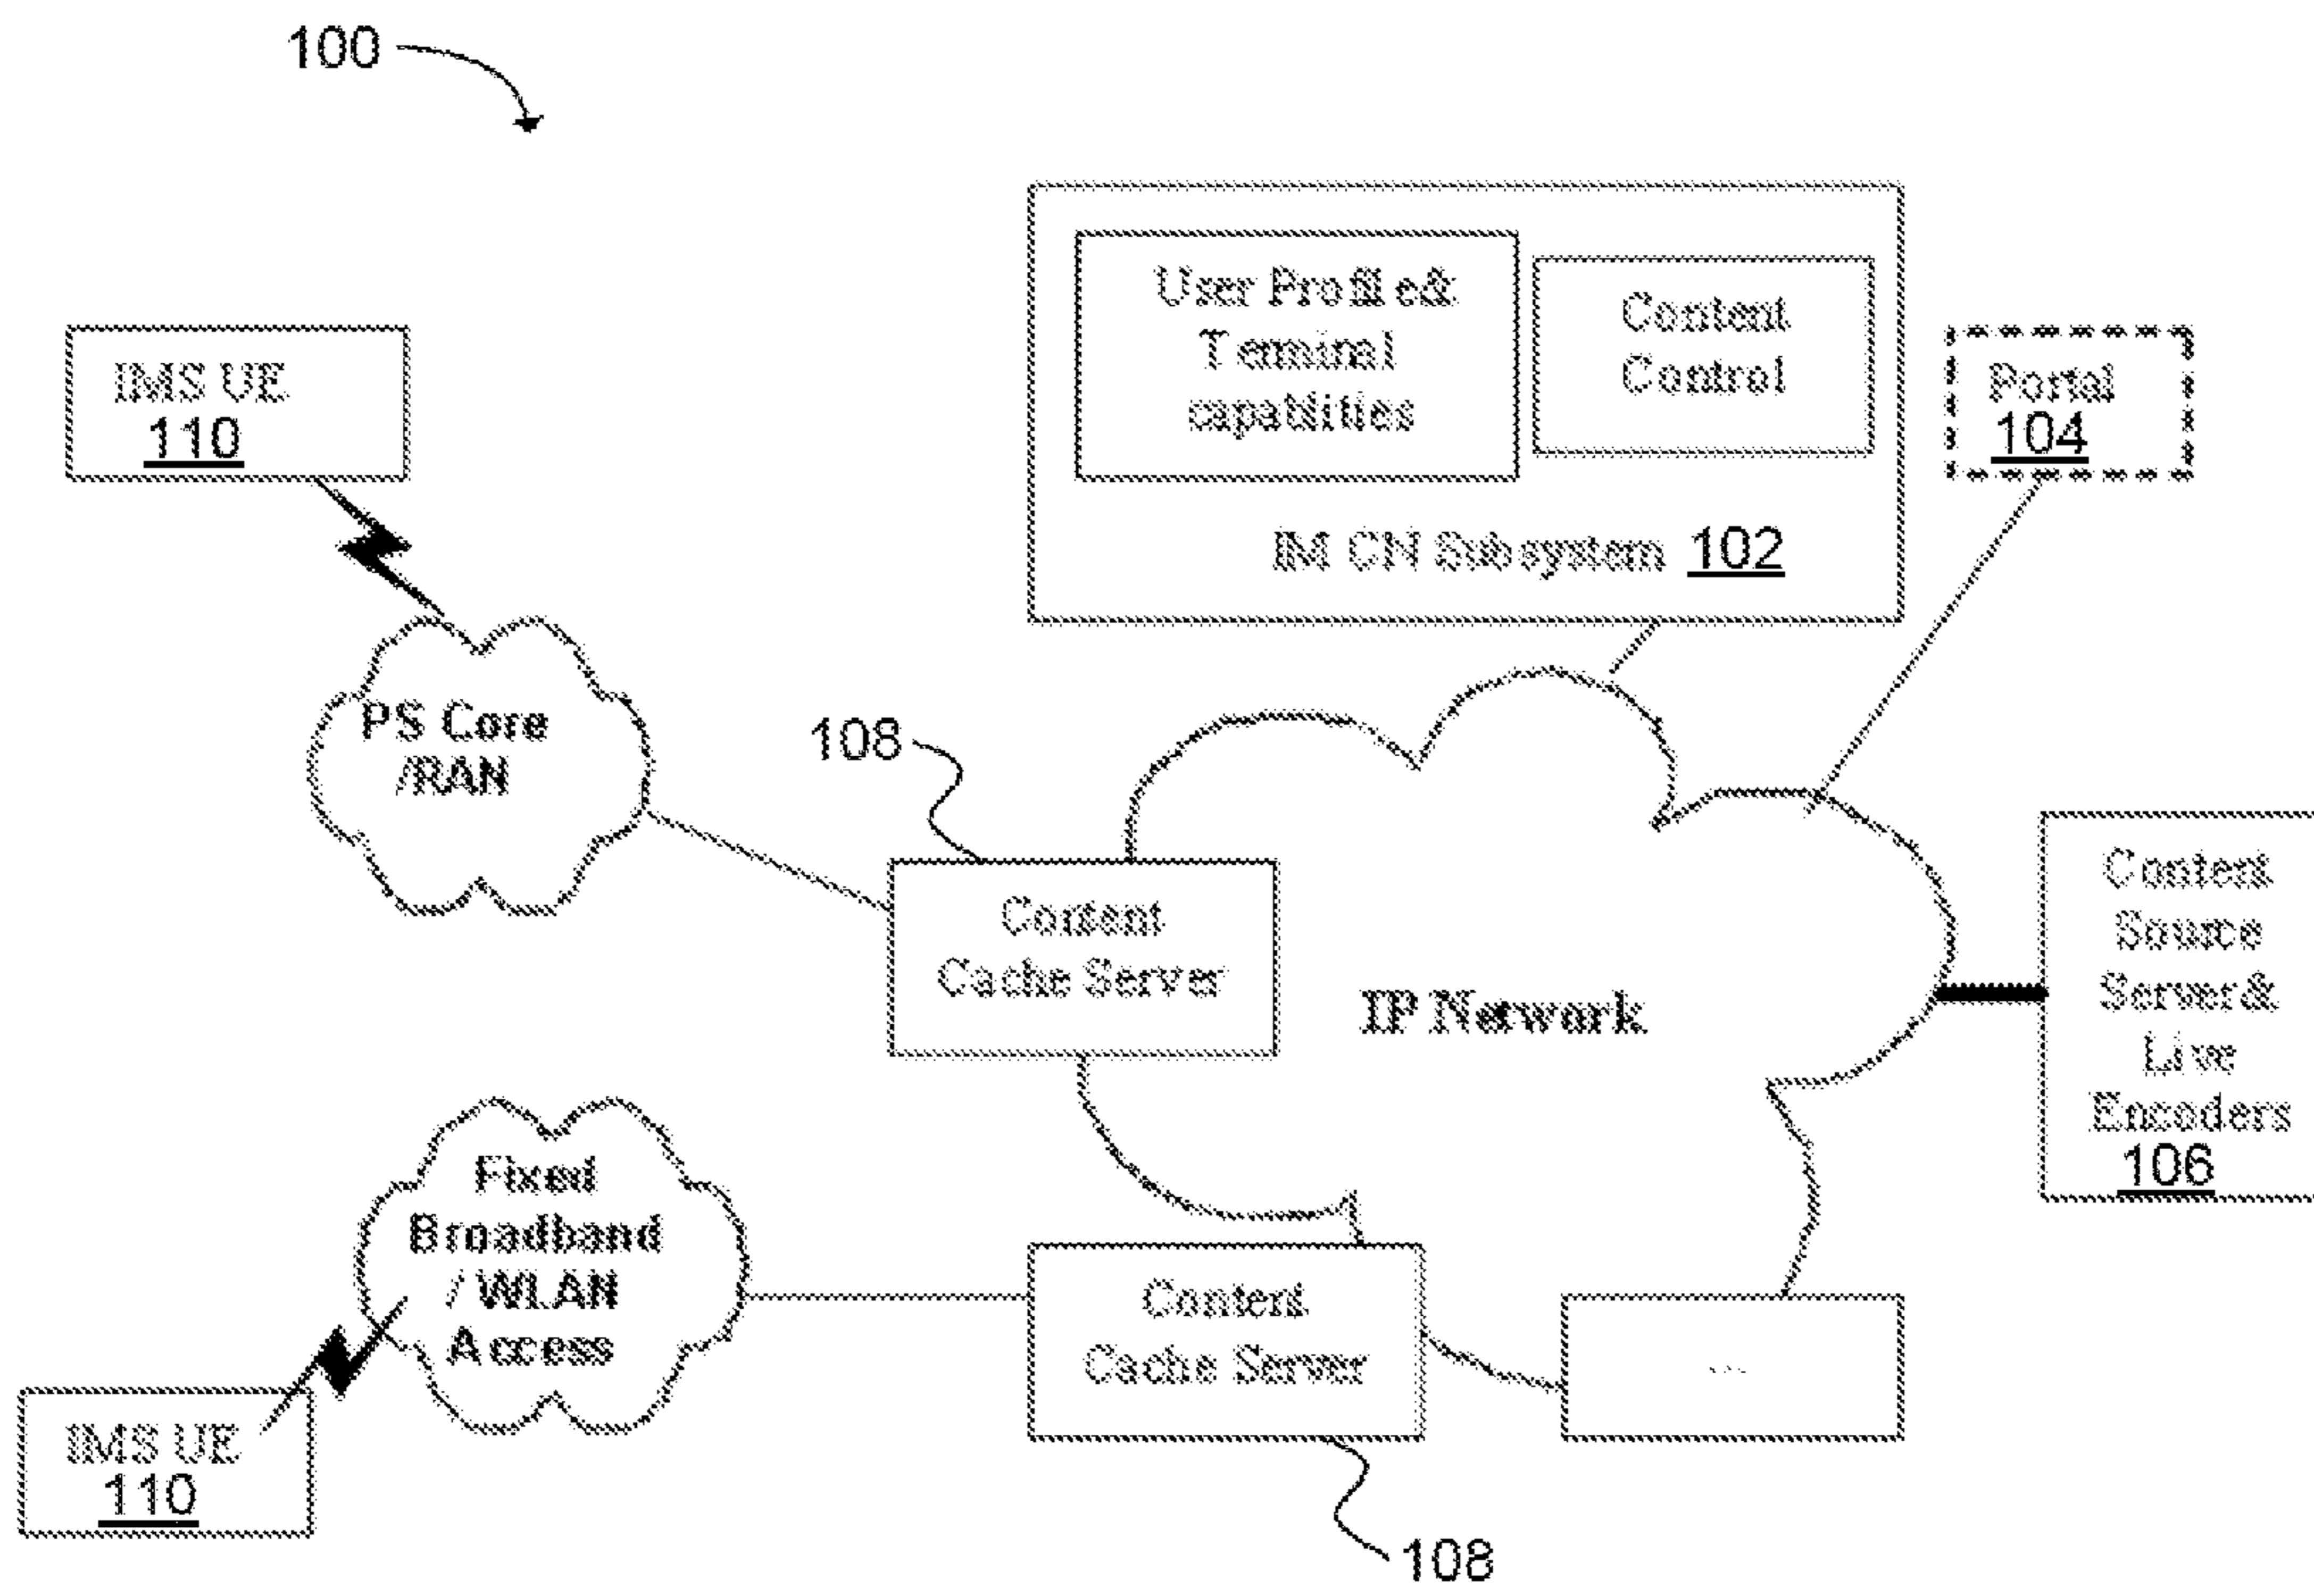 100
User Profile&
Terminal
capabilities
Content
Control
IM CN Subsystem 102
IMS UE
110
Portal
104
PS Core
/RAN
108
Content
Cache Server
IP Network
Content
Source
Server&
Live
Encoders
106
Fixed
Broadband
/ WLAN
Access
Content
Cache Server
...
IMS UE
110
108